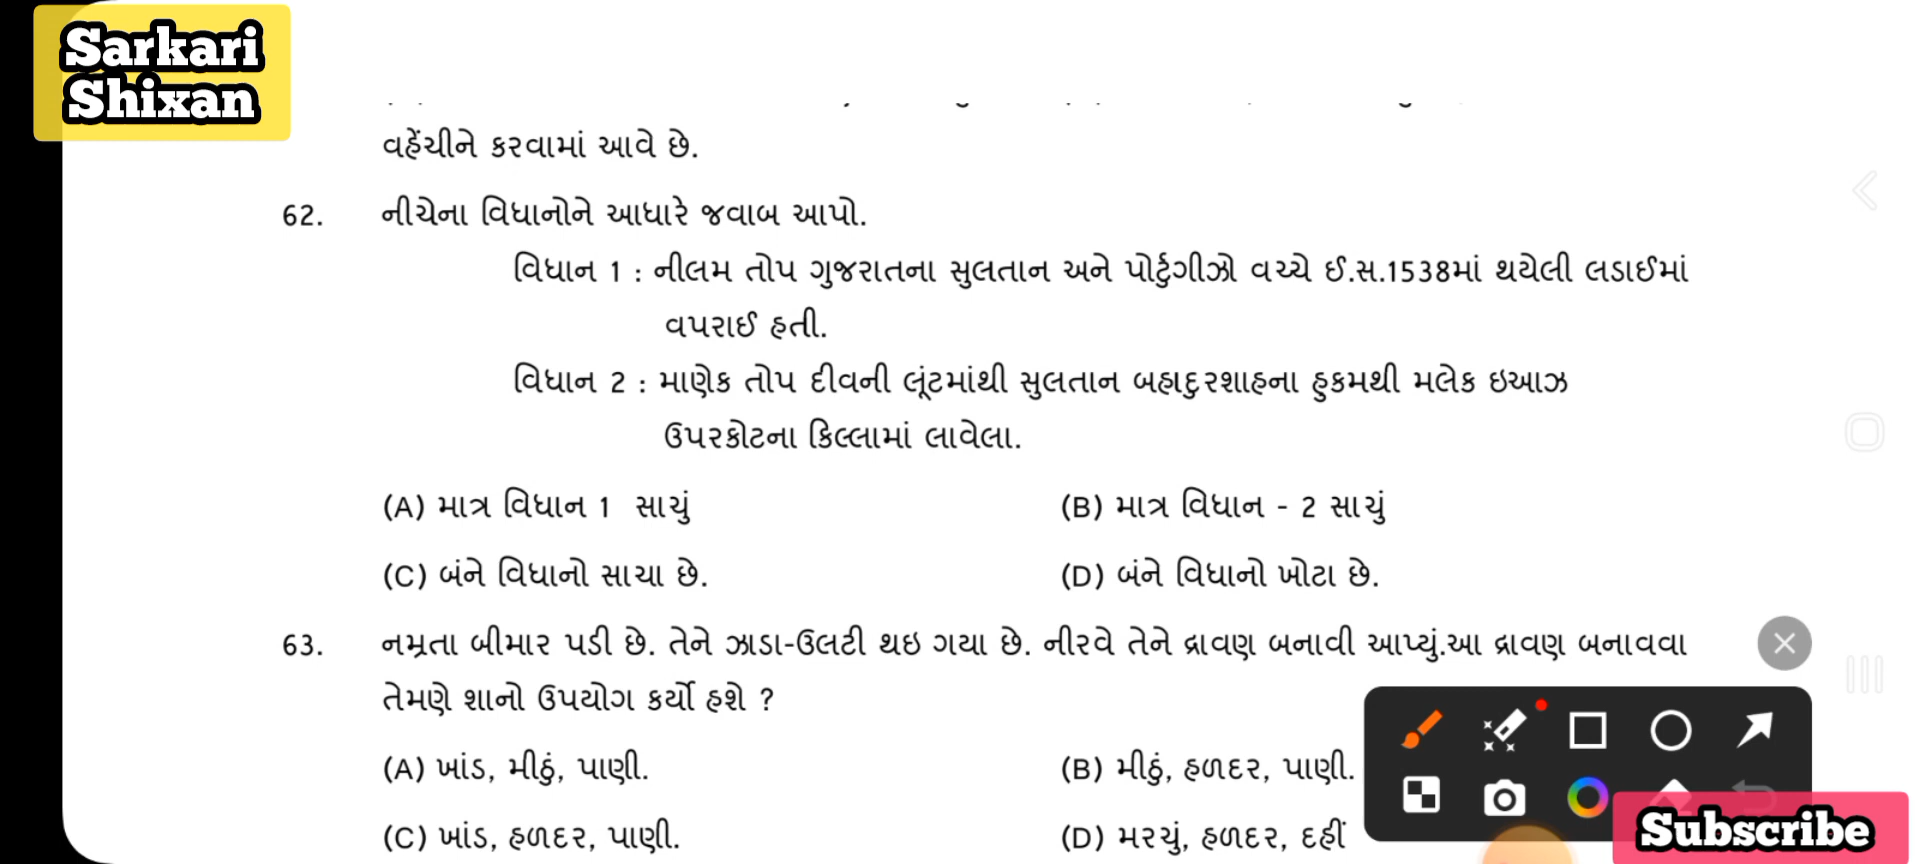 Sarkari
Shixan
વહેંચીને કરવામાં આવે છે.
62. નીચેના વિધાનોને આધારે જવાબ આપો.
વિધાન 1 : નીલમ તોપ ગુજરાતના સુલતાન અને પોર્ટુગીઝો વચ્ચે ઈ.સ.1538માં થયેલી લડાઈમાં
વપરાઈ હતી.
વિધાન 2 : માણેક તોપ દીવની લૂંટમાંથી સુલતાન બહાદુરશાહના હુકમથી મલેક ઇઆઝ
ઉપરકોટના કિલ્લામાં લાવેલા.
(A) માત્ર વિધાન 1 સાચું (B) માત્ર વિધાન - 2 સાચું
(C) બંને વિધાનો સાચા છે. (D) બંને વિધાનો ખોટા છે.
63. નમ્રતા બીમાર પડી છે. તેને ઝાડા-ઉલટી થઇ ગયા છે. નીરવે તેને દ્રાવણ બનાવી આપ્યું.આ દ્રાવણ બનાવવા
તેમણે શાનો ઉપયોગ કર્યો હશે ?
(A) ખાંડ, મીઠું, પાણી. (B) મીઠું, હળદર, પાણી.
(C) ખાંડ, હળદર, પાણી. (D) મરચું, હળદર, દહીં
Subscribe